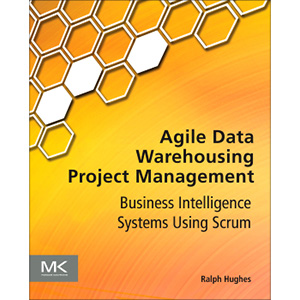 Agile Data
Warehousing
Project Management
Business Intelligence
Systems Using Scrum
MK
Ralph Hughes